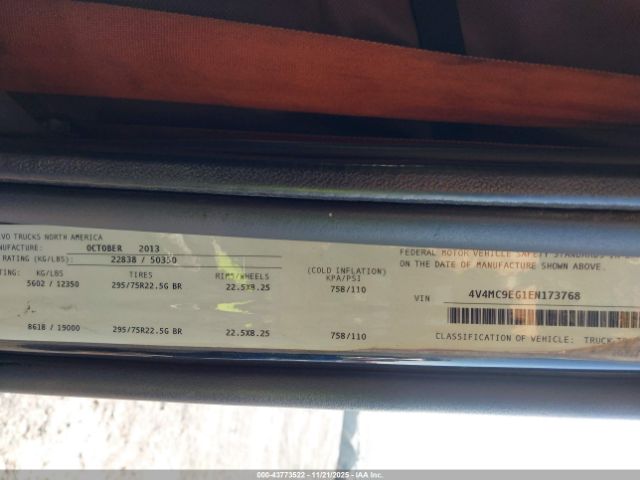 VO TRUCKS NORTH AMERICA
NUFACTURE: OCTOBER 2013
RATING (KG/LBS): 22838 / 50350
TING: KG/LBS TIRES RIMS/WHEELS (COLD INFLATION) KPA/PSI
5602 / 12350 295/75R22.5G BR 22.5X8.25 758/110
8618 / 19000 295/75R22.5G BR 22.5X8.25 758/110
FEDERAL MOTOR VEHICLE SAFETY STANDARDS
ON THE DATE OF MANUFACTURE SHOWN ABOVE.
VIN 4V4MC9EG1EN173768
CLASSIFICATION OF VEHICLE: TRUCK
000-43773522 - 11/21/2025 - IAA Inc.